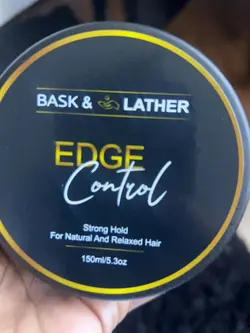 BASK & LATHER
EDGE
Control
Strong Hold
For Natural And Relaxed Hair
150ml/5.3oz